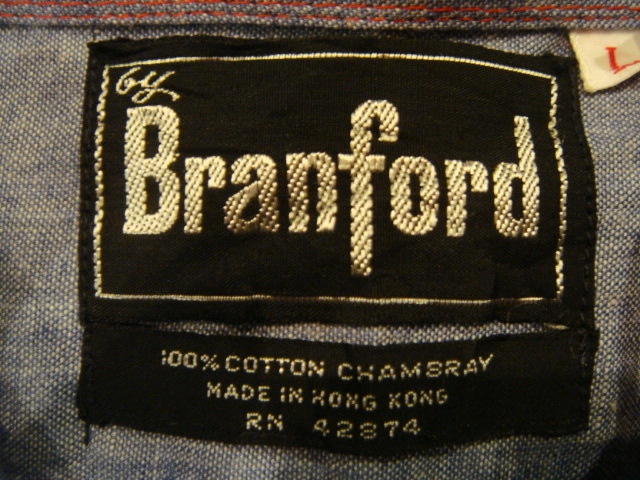 by
Branford
L
100% COTTON CHAMBRAY
MADE IN HONG KONG
RN 42874